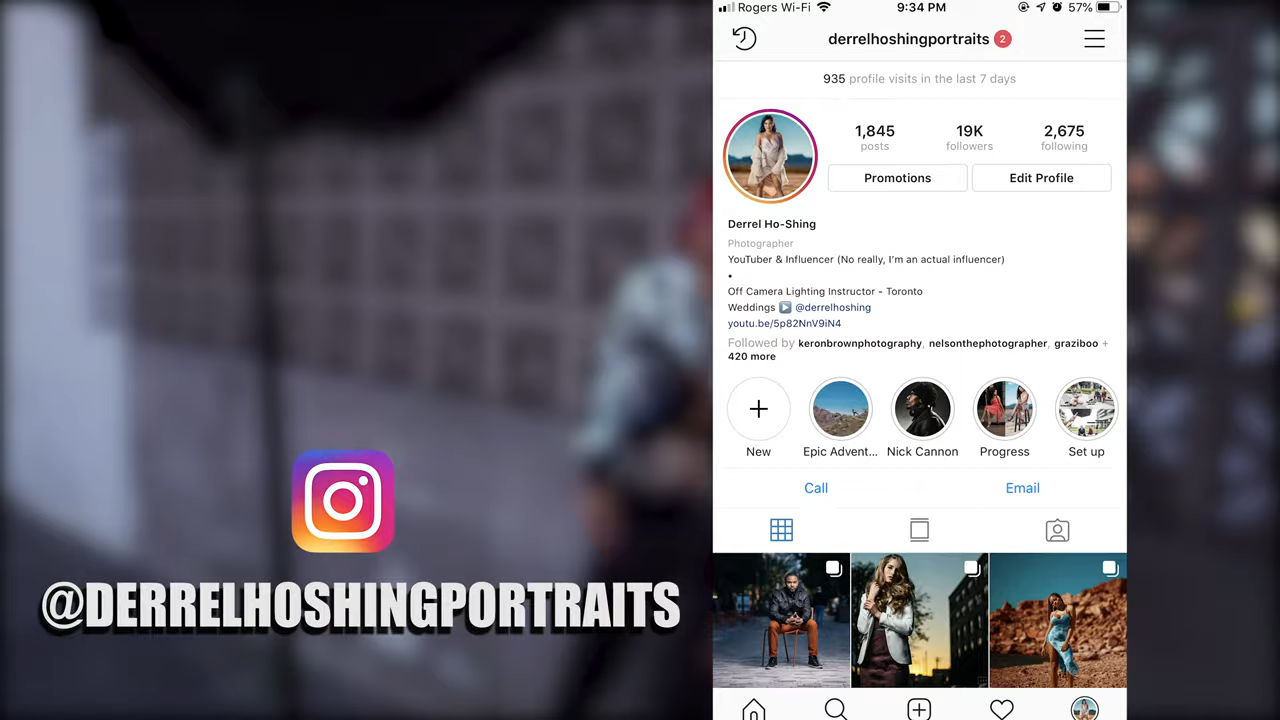 Rogers Wi-Fi 9:34 PM 57%
derrelhoshingportraits 2
935 profile visits in the last 7 days
1,845 19K 2,675
posts followers following
Promotions Edit Profile
Derrel Ho-Shing
Photographer
YouTuber & Influencer (No really, I'm an actual influencer)
•
Off Camera Lighting Instructor - Toronto
Weddings ▶️ @derrelhoshing
youtu.be/5p82NnV9iN4
Followed by keronbrownphotography, nelsonthephotographer, graziboo +
420 more
New Epic Advent... Nick Cannon Progress Set up
Call Email
@DERRELHOSHINGPORTRAITS